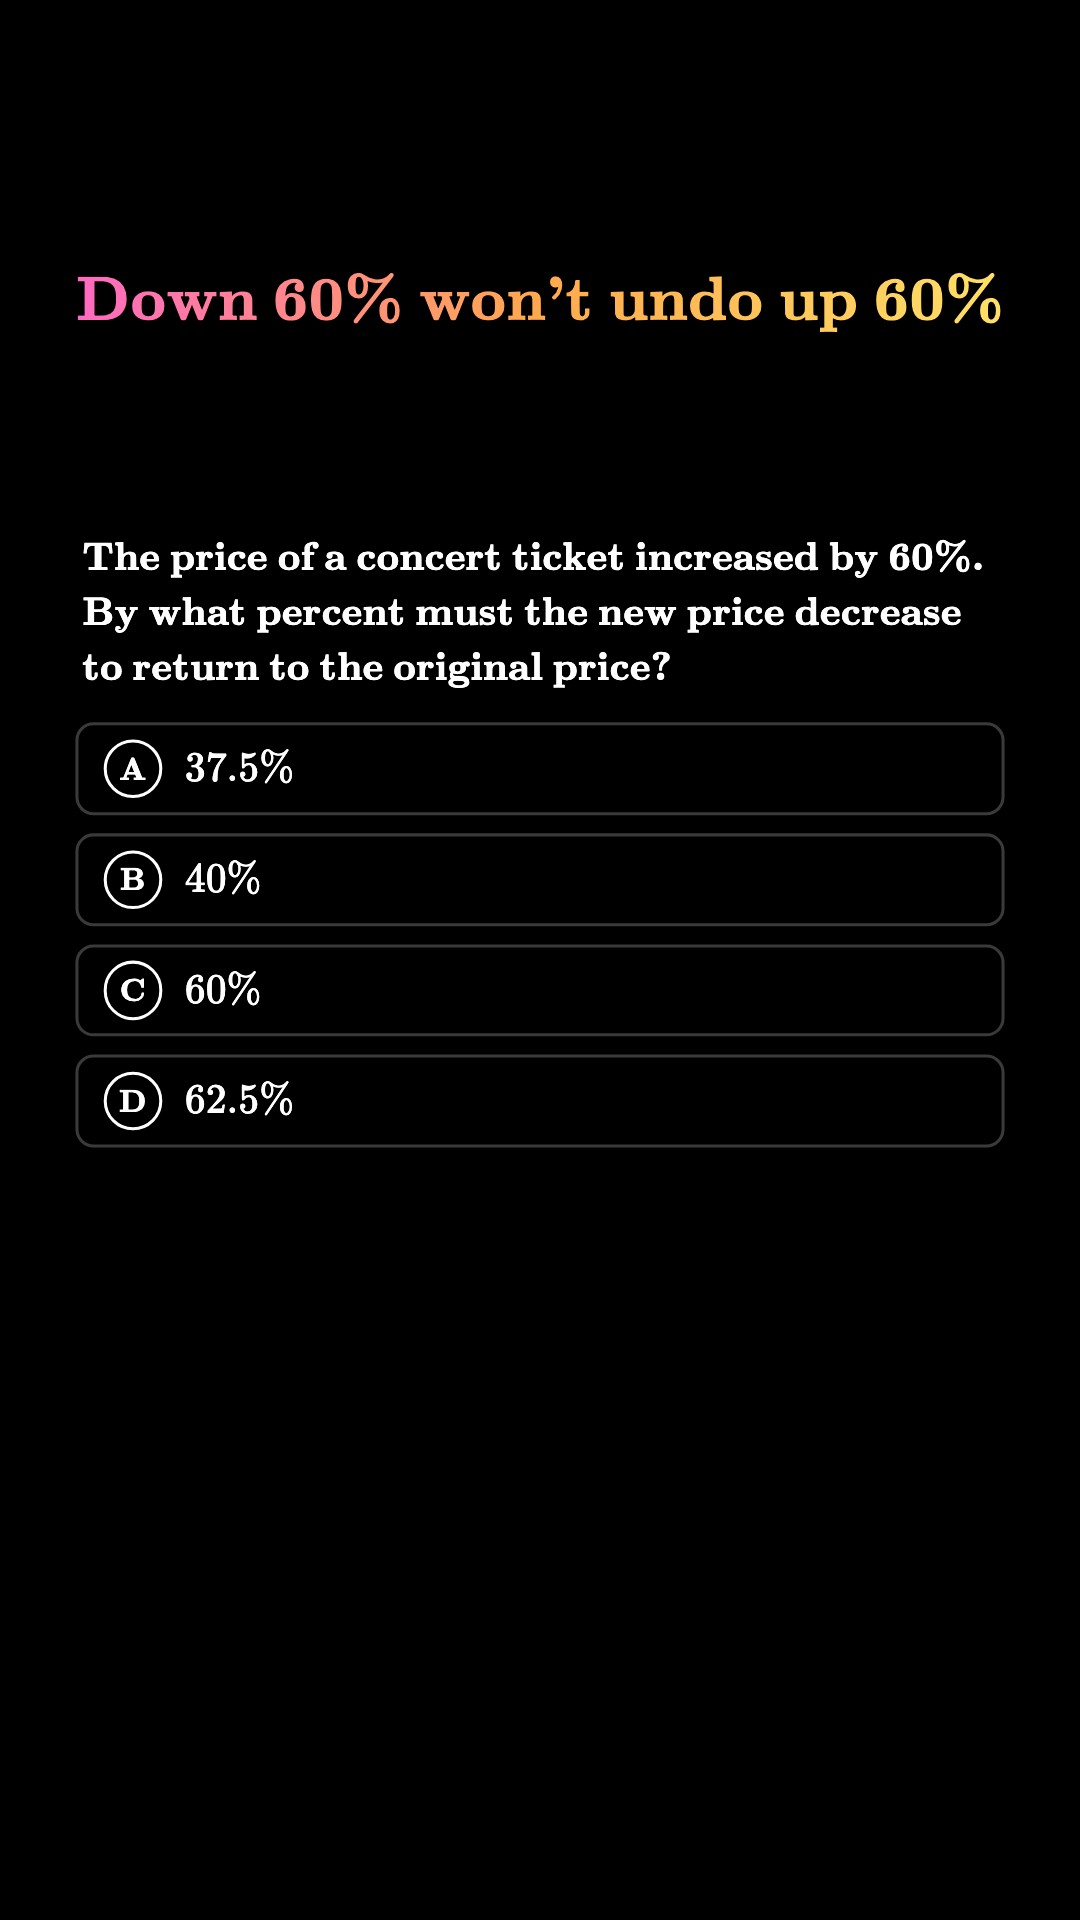 Down 60% won’t undo up 60%
The price of a concert ticket increased by 60%.
By what percent must the new price decrease
to return to the original price?
A 37.5%
B 40%
C 60%
D 62.5%